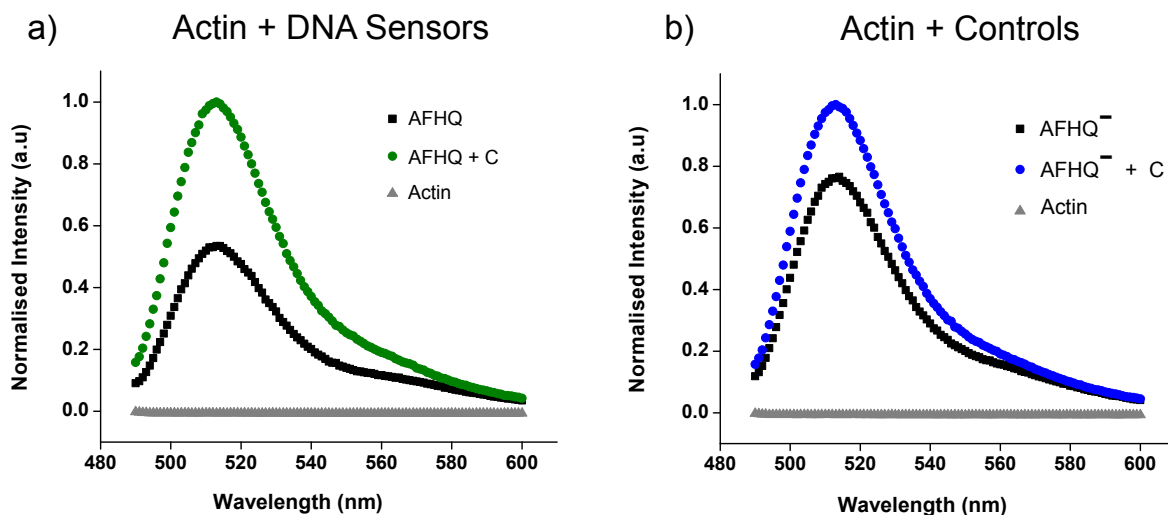 a)
Actin + DNA Sensors
Normalised Intensity (a.u)
1.0
0.8
0.6
0.4
0.2
0.0
AFHQ
AFHQ + C
Actin
480 500 520 540 560 580 600
Wavelength (nm)
b)
Actin + Controls
Normalised Intensity (a.u)
1.0
0.8
0.6
0.4
0.2
0.0
AFHQ⁻
AFHQ⁻ + C
Actin
480 500 520 540 560 580 600
Wavelength (nm)